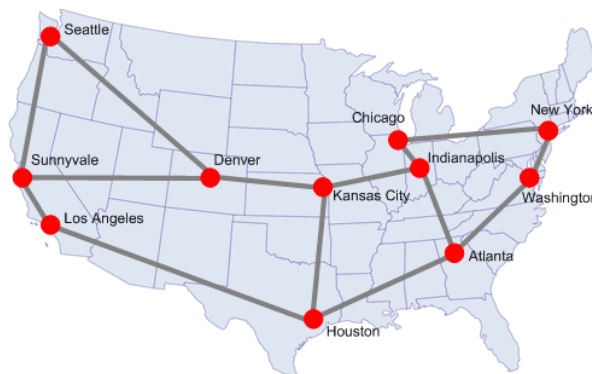 Seattle
New York
Chicago
Sunnyvale
Denver
Indianapolis
Kansas City
Washington
Los Angeles
Atlanta
Houston